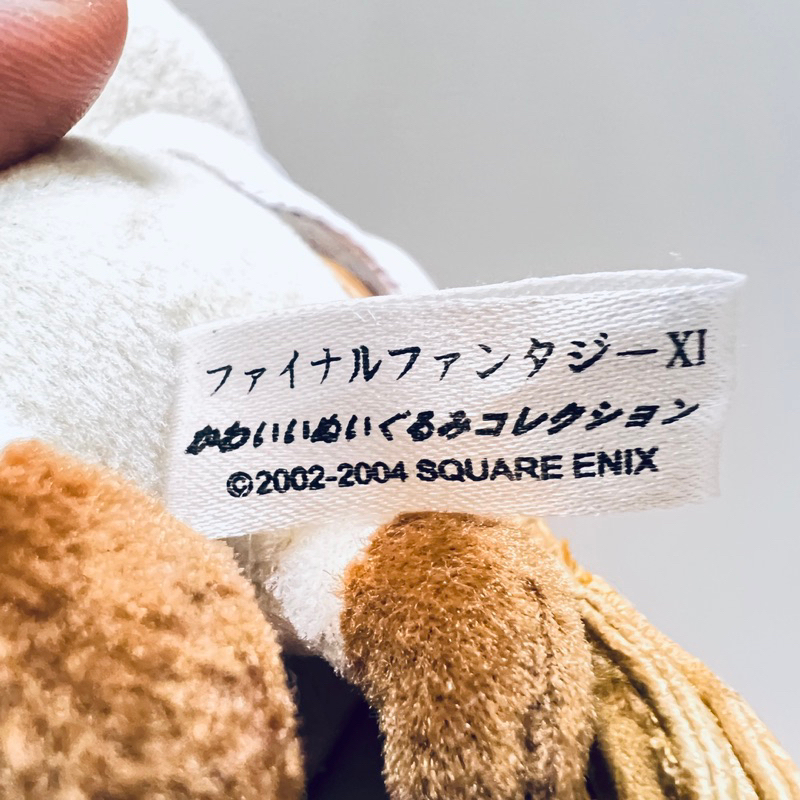 ファイナルファンタジーXI
かわいいぬいぐるみコレクション
©2002-2004 SQUARE ENIX